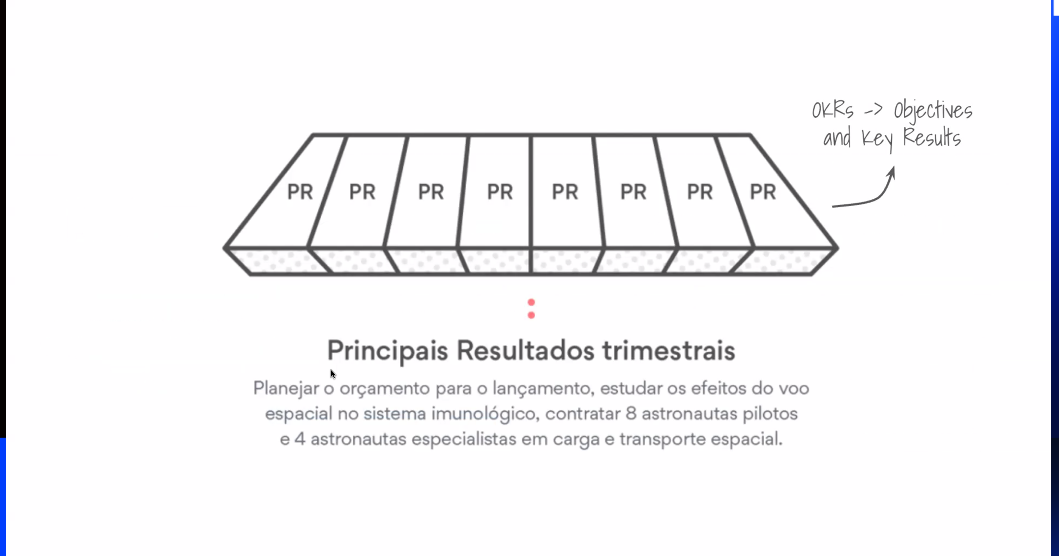 OKRs -> Objectives
and Key Results
PR PR PR PR PR PR PR PR
Principais Resultados trimestrais
Planejar o orçamento para o lançamento, estudar os efeitos do voo
espacial no sistema imunológico, contratar 8 astronautas pilotos
e 4 astronautas especialistas em carga e transporte espacial.